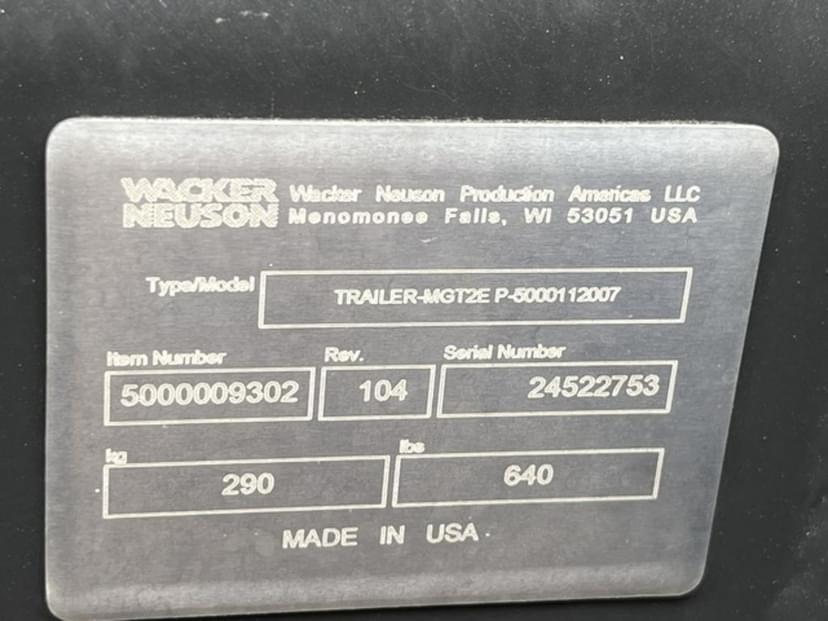 WACKER NEUSON
Wacker Neuson Production Americas LLC
Menomonee Falls, WI 53051 USA
Type/Model TRAILER-MGT2E P-5000112007
Item Number Rev. Serial Number
5000009302 104 24522753
kg lbs
290 640
MADE IN USA